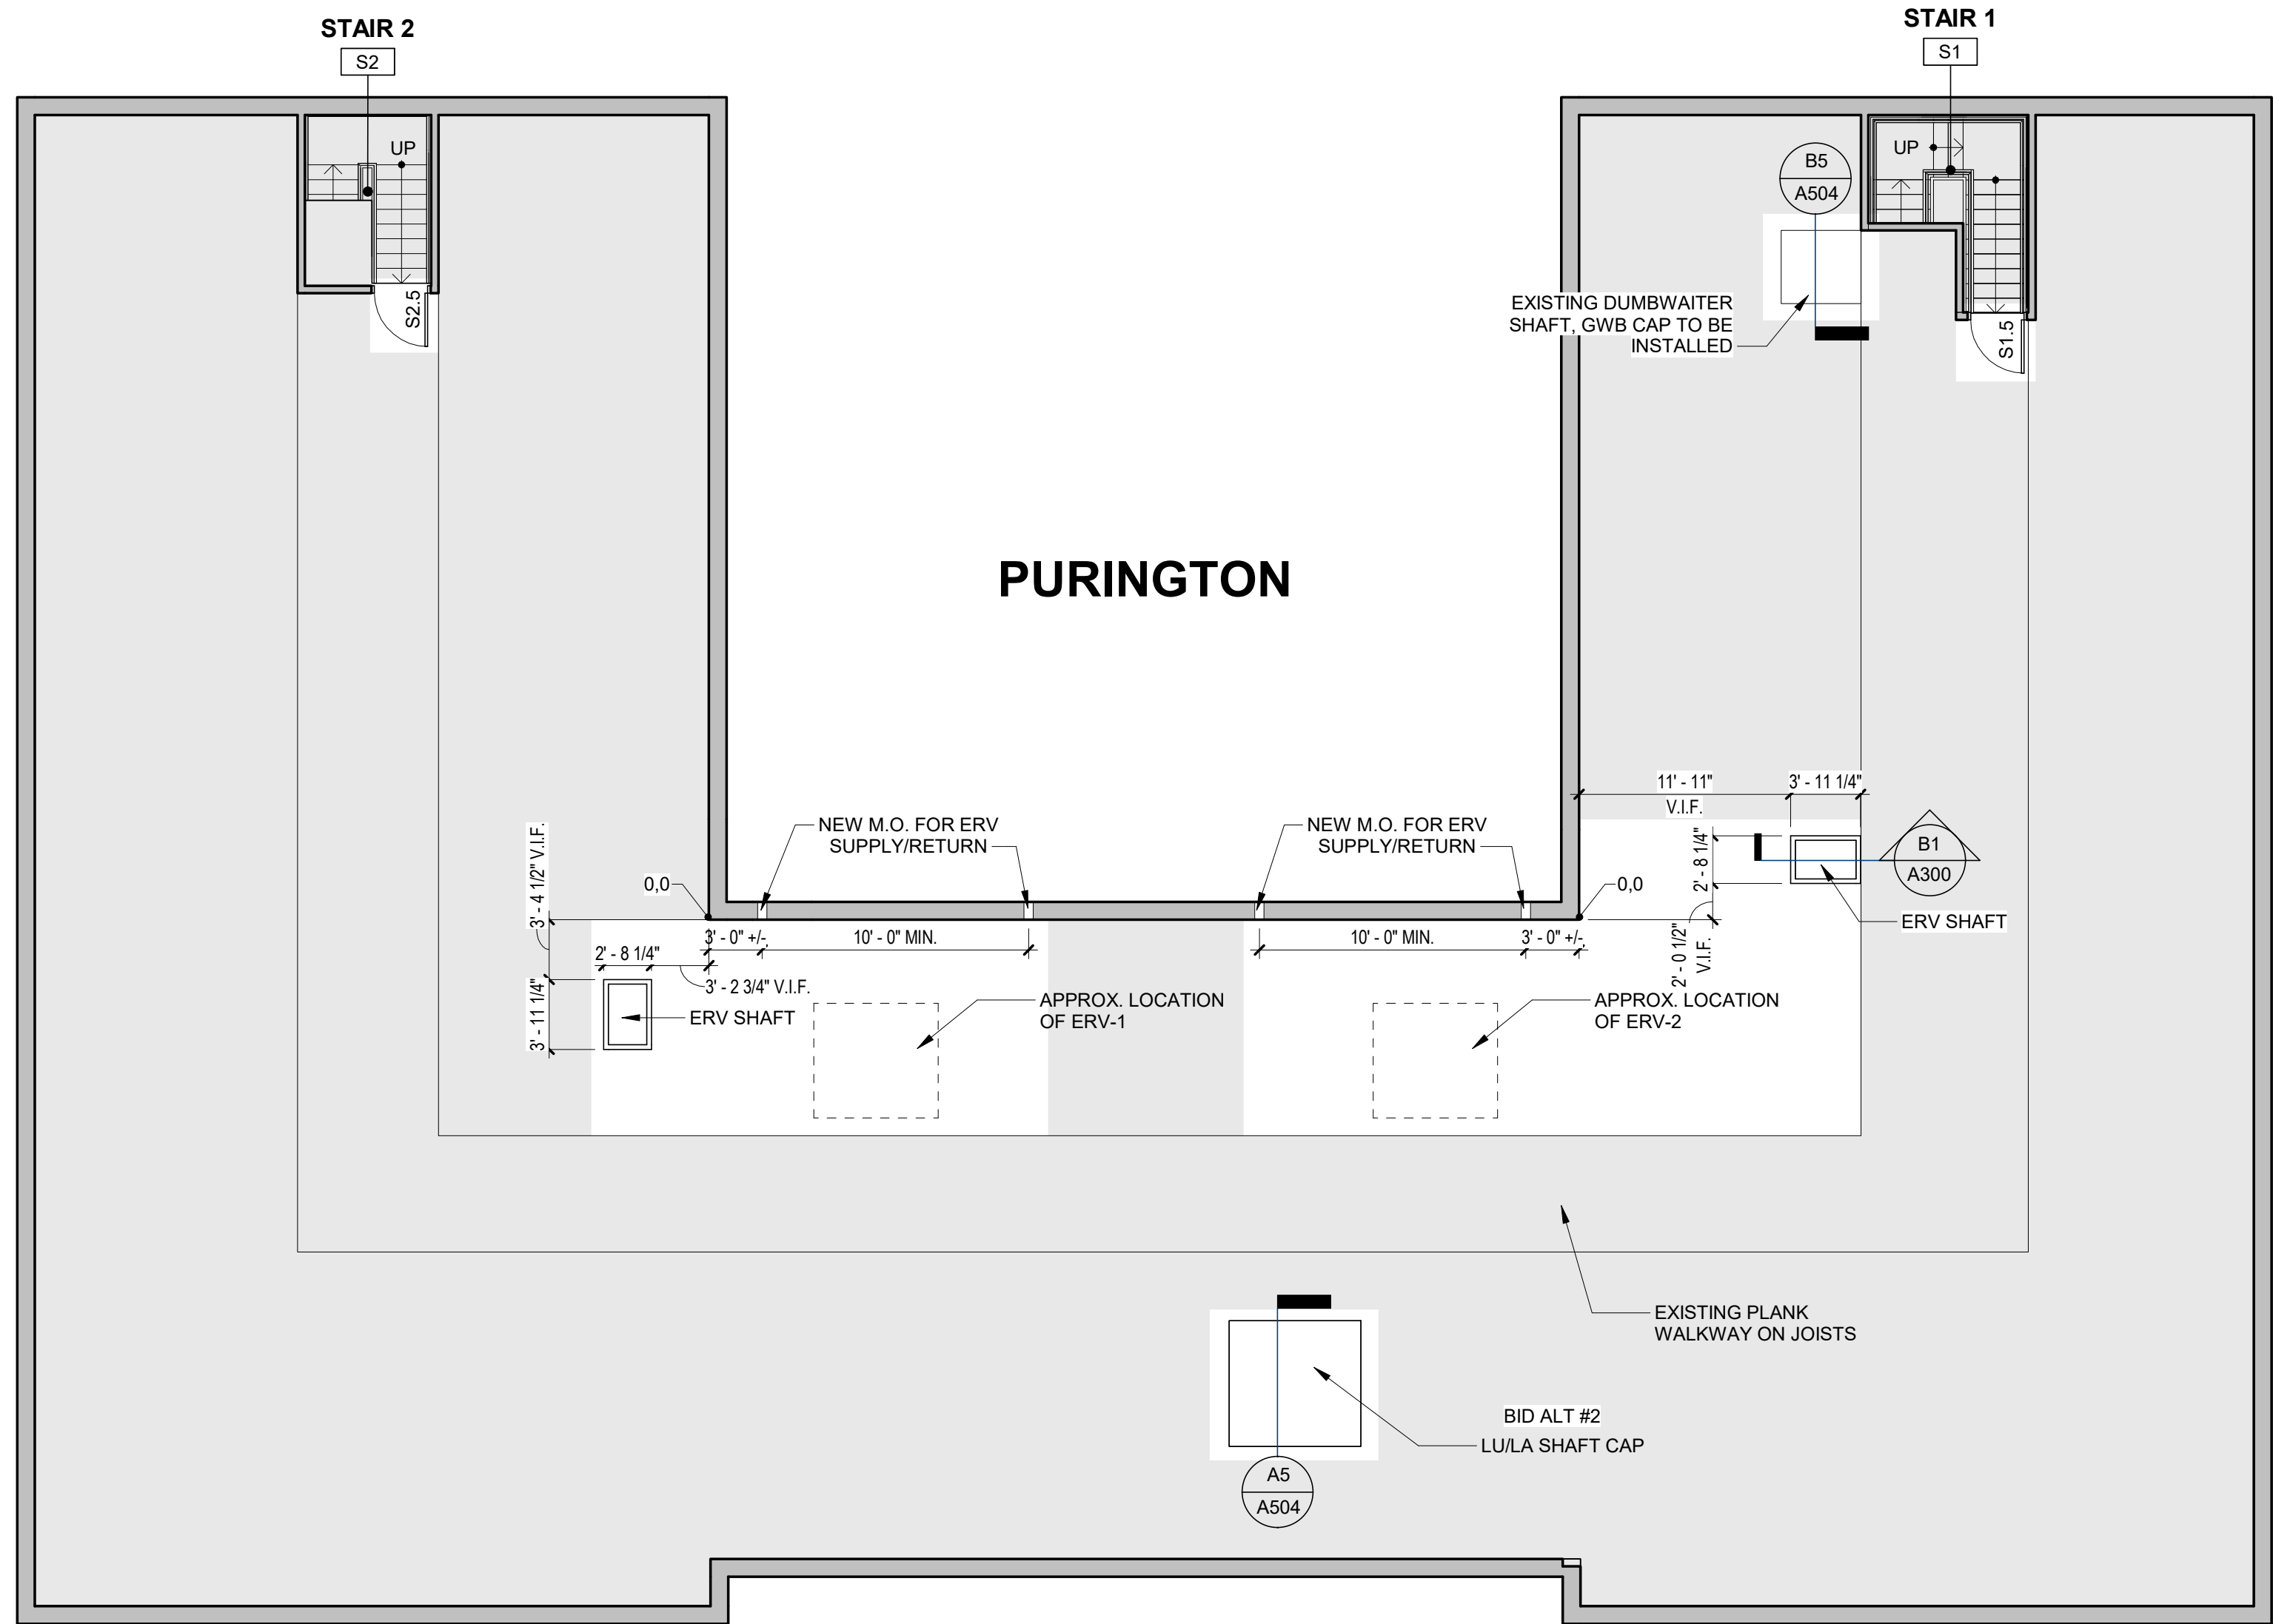 STAIR 2
S2
STAIR 1
S1
UP
S2.5
UP
S1.5
B5
A504
EXISTING DUMBWAITER
SHAFT, GWB CAP TO BE
INSTALLED
PURINGTON
11' - 11"
V.I.F.
3' - 11 1/4"
2' - 8 1/4"
2' - 0 1/2"
V.I.F.
B1
A300
ERV SHAFT
NEW M.O. FOR ERV
SUPPLY/RETURN
NEW M.O. FOR ERV
SUPPLY/RETURN
0,0
0,0
3' - 4 1/2" V.I.F.
3' - 11 1/4"
2' - 8 1/4"
3' - 2 3/4" V.I.F.
3' - 0" +/-
10' - 0" MIN.
10' - 0" MIN.
3' - 0" +/-
ERV SHAFT
APPROX. LOCATION
OF ERV-1
APPROX. LOCATION
OF ERV-2
EXISTING PLANK
WALKWAY ON JOISTS
BID ALT #2
LU/LA SHAFT CAP
A5
A504